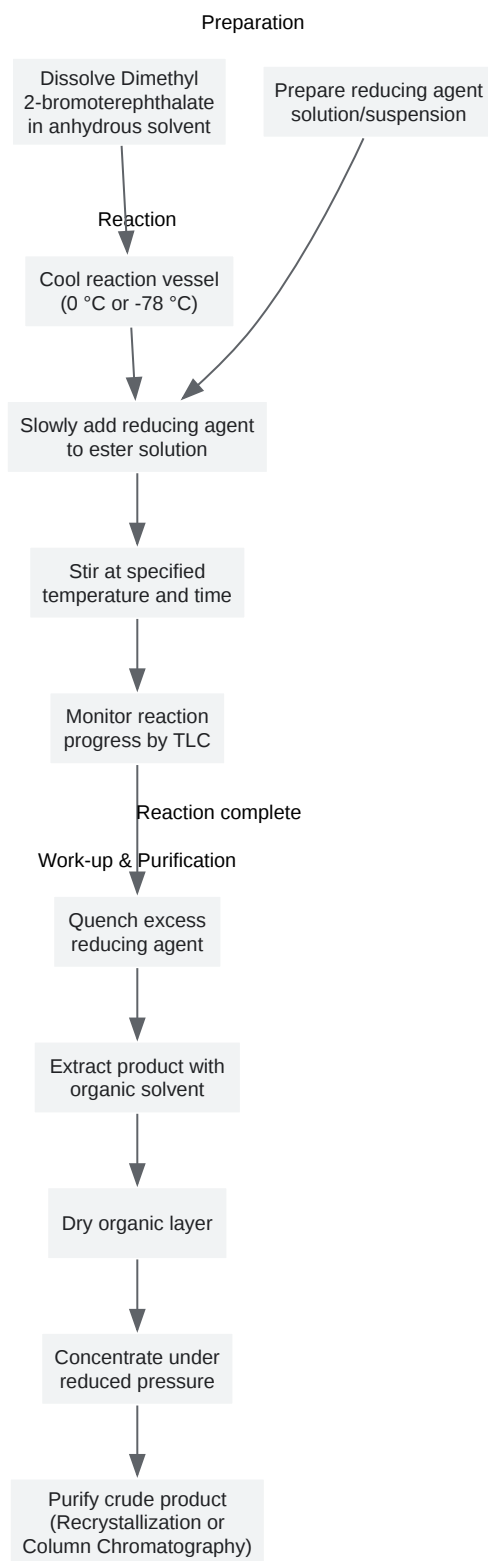 Preparation
Dissolve Dimethyl
2-bromoterephthalate
in anhydrous solvent
Prepare reducing agent
solution/suspension
Reaction
Cool reaction vessel
(0 °C or -78 °C)
Slowly add reducing agent
to ester solution
Stir at specified
temperature and time
Monitor reaction
progress by TLC
Reaction complete
Work-up & Purification
Quench excess
reducing agent
Extract product with
organic solvent
Dry organic layer
Concentrate under
reduced pressure
Purify crude product
(Recrystallization or
Column Chromatography)